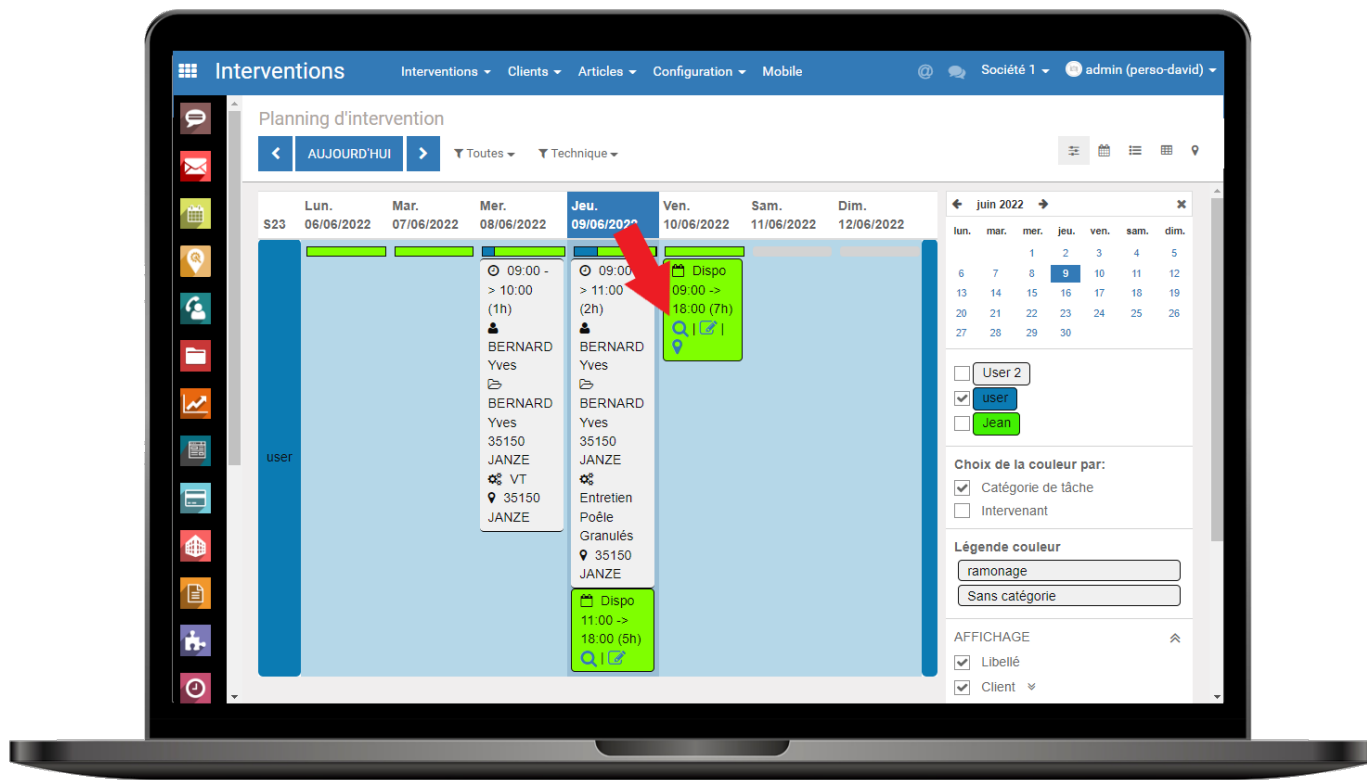 Interventions
Interventions
Clients
Articles
Configuration
Mobile
@
Société 1
admin (perso-david)
Planning d'intervention
AUJOURD'HUI
Toutes
Technique
S23
Lun.
06/06/2022
Mar.
07/06/2022
Mer.
08/06/2022
Jeu.
09/06/2022
Ven.
10/06/2022
Sam.
11/06/2022
Dim.
12/06/2022
user
09:00 -
> 10:00
(1h)
BERNARD
Yves
BERNARD
Yves
35150
JANZE
VT
35150
JANZE
09:00
> 11:00
(2h)
BERNARD
Yves
BERNARD
Yves
35150
JANZE
Entretien
Poêle
Granulés
35150
JANZE
Dispo
11:00 ->
18:00 (5h)
|
Dispo
09:00 ->
18:00 (7h)
| |
juin 2022
lun. mar. mer. jeu. ven. sam. dim.
1 2 3 4 5
6 7 8 9 10 11 12
13 14 15 16 17 18 19
20 21 22 23 24 25 26
27 28 29 30
User 2
user
Jean
Choix de la couleur par:
Catégorie de tâche
Intervenant
Légende couleur
ramonage
Sans catégorie
AFFICHAGE
Libellé
Client